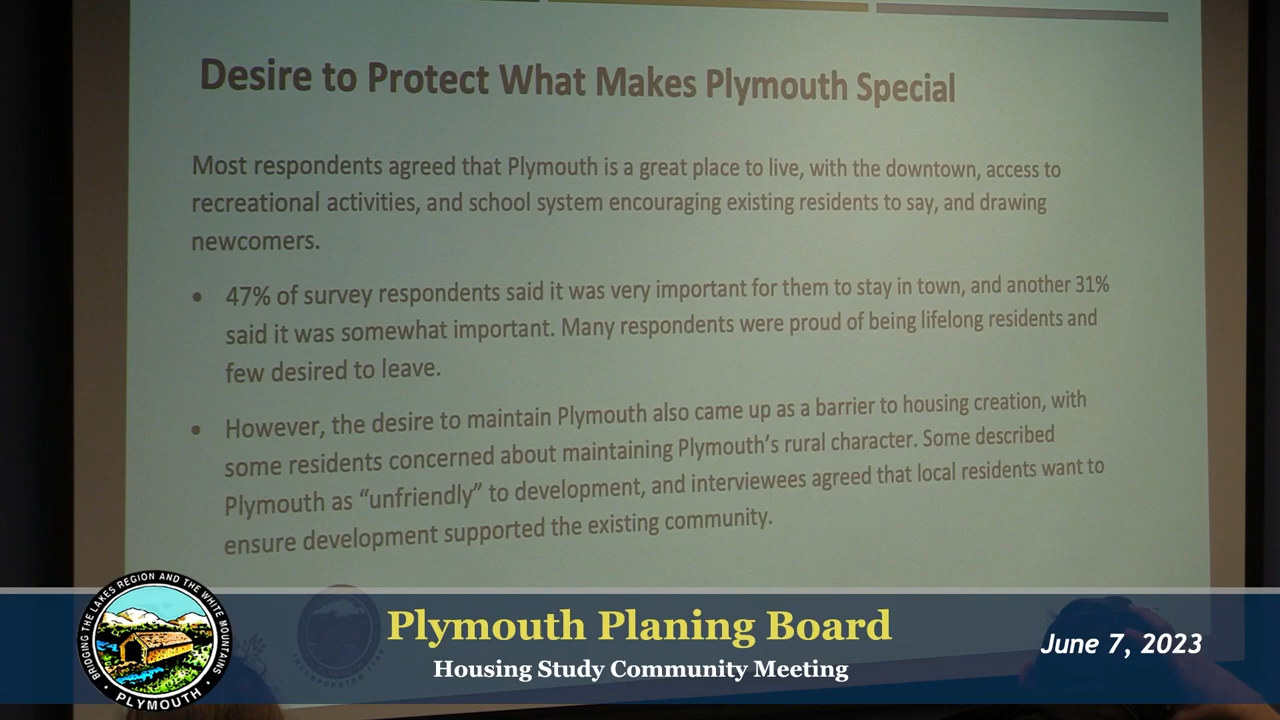 Desire to Protect What Makes Plymouth Special
Most respondents agreed that Plymouth is a great place to live, with the downtown, access to
recreational activities, and school system encouraging existing residents to say, and drawing
newcomers.
• 47% of survey respondents said it was very important for them to stay in town, and another 31%
said it was somewhat important. Many respondents were proud of being lifelong residents and
few desired to leave.
• However, the desire to maintain Plymouth also came up as a barrier to housing creation, with
some residents concerned about maintaining Plymouth's rural character. Some described
Plymouth as “unfriendly” to development, and interviewees agreed that local residents want to
ensure development supported the existing community.
BRIDGING THE LAKES REGION AND THE WHITE MOUNTAINS
• PLYMOUTH •
Plymouth Planing Board
Housing Study Community Meeting
June 7, 2023